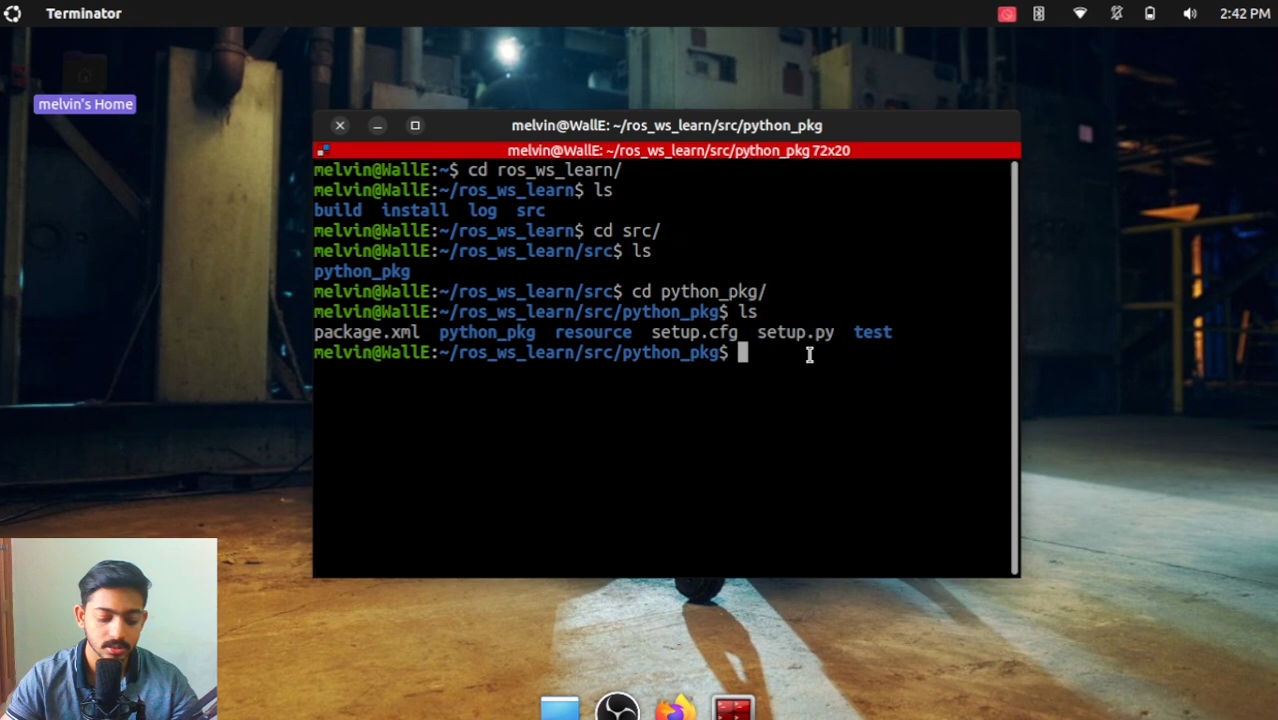 Terminator
2:42 PM
melvin's Home
melvin@WallE: ~/ros_ws_learn/src/python_pkg
melvin@WallE: ~/ros_ws_learn/src/python_pkg 72x20
melvin@WallE:~$ cd ros_ws_learn/
melvin@WallE:~/ros_ws_learn$ ls
build install log src
melvin@WallE:~/ros_ws_learn$ cd src/
melvin@WallE:~/ros_ws_learn/src$ ls
python_pkg
melvin@WallE:~/ros_ws_learn/src$ cd python_pkg/
melvin@WallE:~/ros_ws_learn/src/python_pkg$ ls
package.xml python_pkg resource setup.cfg setup.py test
melvin@WallE:~/ros_ws_learn/src/python_pkg$